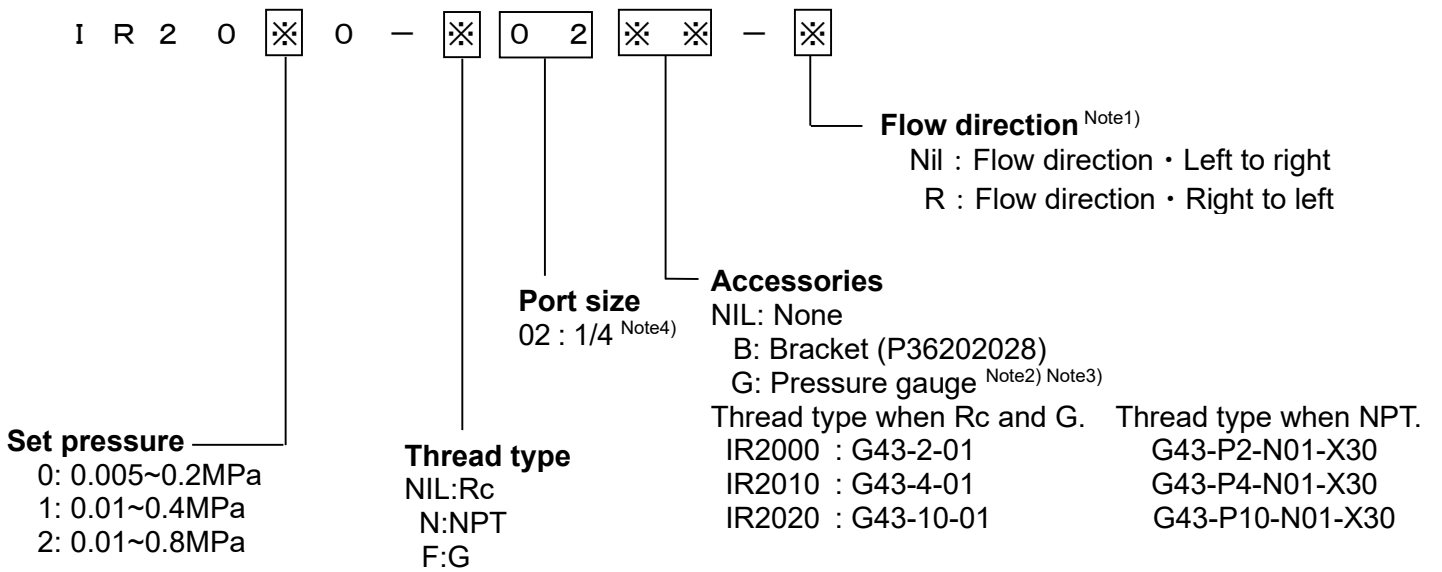 I R 2 0 ※ 0 － ※ 0 2 ※ ※ － ※
Flow direction Note1)
Nil : Flow direction・Left to right
R : Flow direction・Right to left
Accessories
NIL: None
B: Bracket (P36202028)
G: Pressure gauge Note2) Note3)
Thread type when Rc and G. Thread type when NPT.
IR2000 : G43-2-01 G43-P2-N01-X30
IR2010 : G43-4-01 G43-P4-N01-X30
IR2020 : G43-10-01 G43-P10-N01-X30
Port size
02 : 1/4 Note4)
Thread type
NIL:Rc
N:NPT
F:G
Set pressure
0: 0.005~0.2MPa
1: 0.01~0.4MPa
2: 0.01~0.8MPa